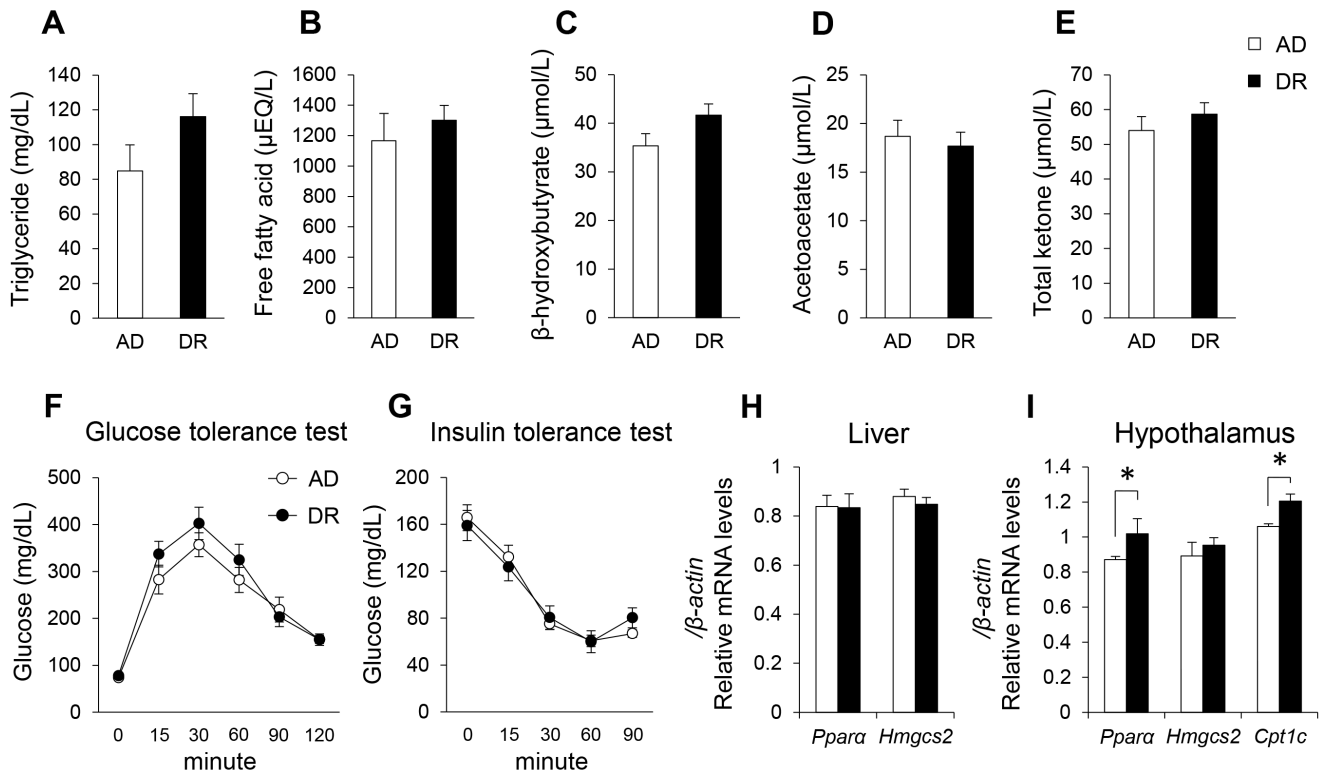 A
B
C
D
E
AD
DR
Triglyceride (mg/dL)
140
120
100
80
60
40
20
0
AD DR
Free fatty acid (µEQ/L)
1600
1400
1200
1000
800
600
400
200
0
AD DR
β-hydroxybutyrate (µmol/L)
50
40
30
20
10
0
AD DR
Acetoacetate (µmol/L)
25
20
15
10
5
0
AD DR
Total ketone (µmol/L)
70
60
50
40
30
20
10
0
AD DR
F
Glucose tolerance test
Glucose (mg/dL)
500
400
300
200
100
0
AD
DR
0 15 30 60 90 120
minute
G
Insulin tolerance test
Glucose (mg/dL)
200
160
120
80
40
0
0 15 30 60 90
minute
H
Liver
/β-actin
Relative mRNA levels
1
0.8
0.6
0.4
0.2
0
Pparα Hmgcs2
I
Hypothalamus
/β-actin
Relative mRNA levels
1.4
1.2
1
0.8
0.6
0.4
0.2
0
* *
Pparα Hmgcs2 Cpt1c